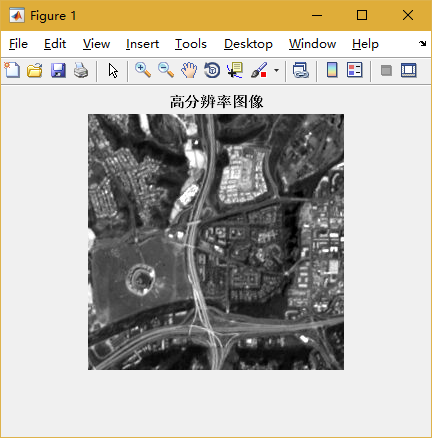 Figure 1
File Edit View Insert Tools Desktop Window Help
高分辨率图像